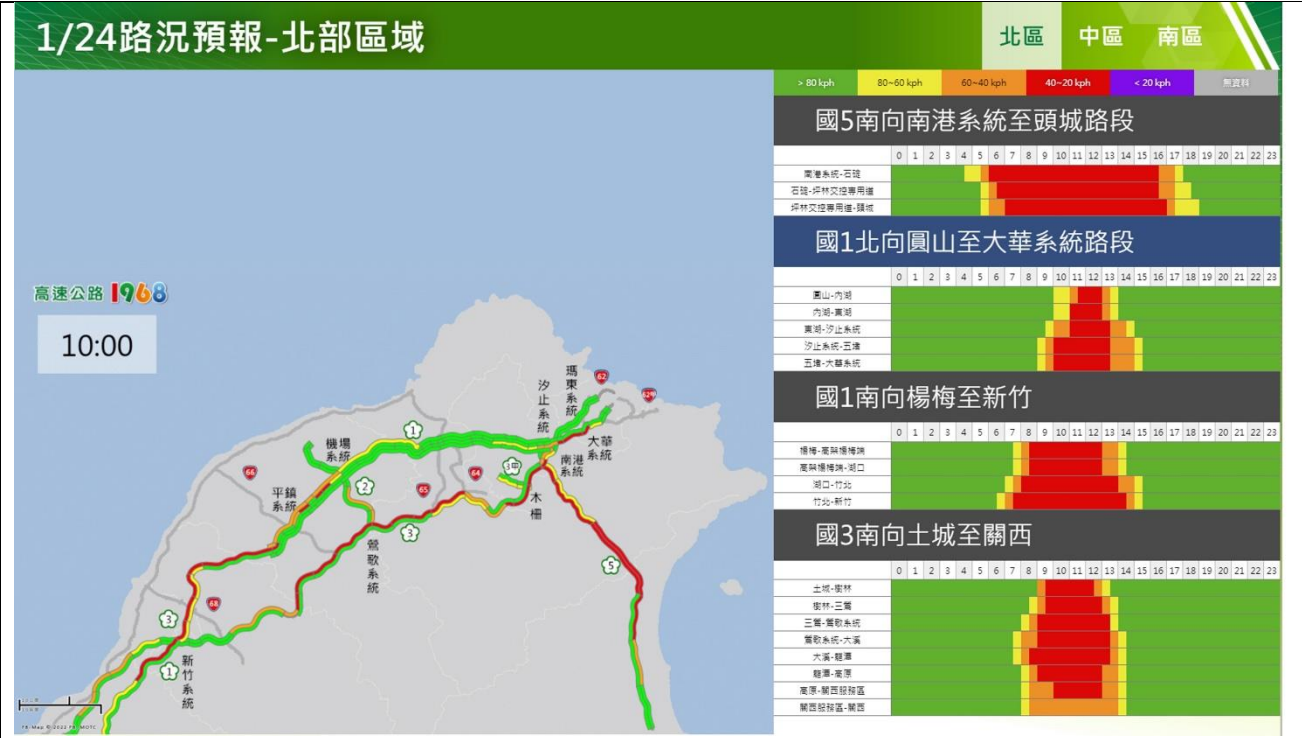 1/24路況預報-北部區域
北區 中區 南區
> 80 kph 80~60 kph 60~40 kph 40~20 kph < 20 kph 無資料
國5南向南港系統至頭城路段
0 1 2 3 4 5 6 7 8 9 10 11 12 13 14 15 16 17 18 19 20 21 22 23
南港系統-石碇
石碇-坪林交控專用道
坪林交控專用道-頭城
國1北向圓山至大華系統路段
0 1 2 3 4 5 6 7 8 9 10 11 12 13 14 15 16 17 18 19 20 21 22 23
圓山-內湖
內湖-東湖
東湖-汐止系統
汐止系統-五堵
五堵-大華系統
國1南向楊梅至新竹
0 1 2 3 4 5 6 7 8 9 10 11 12 13 14 15 16 17 18 19 20 21 22 23
楊梅-高架楊梅端
高架楊梅端-湖口
湖口-竹北
竹北-新竹
國3南向土城至關西
0 1 2 3 4 5 6 7 8 9 10 11 12 13 14 15 16 17 18 19 20 21 22 23
土城-樹林
樹林-三鶯
三鶯-鶯歌系統
鶯歌系統-大溪
大溪-龍潭
龍潭-高原
高原-關西服務區
關西服務區-關西
高速公路 1968
10:00
瑪東系統
62
62甲
汐止系統
大華系統
1
機場系統
南港系統
3甲
64
66
2
65
平鎮系統
木柵
3
鶯歌系統
5
68
3
1
新竹系統